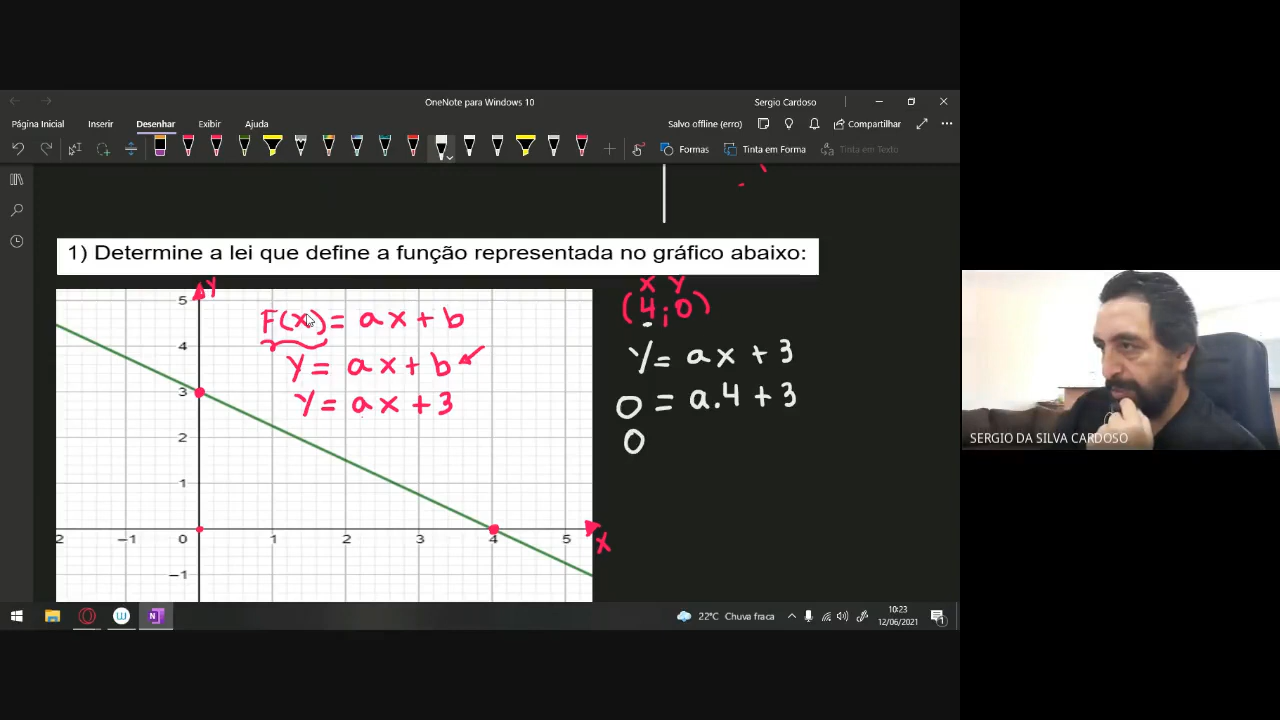 OneNote para Windows 10
Sergio Cardoso
Página Inicial Inserir Desenhar Exibir Ajuda
Salvo offline (erro) Compartilhar
Formas Tinta em Forma Tinta em Texto
1) Determine a lei que define a função representada no gráfico abaixo:
Y
5
4
3
2
1
2 -1 0 1 2 3 4 5
-1
X
F(x) = ax + b
Y = ax + b
Y = ax + 3
X Y
(4;0)
Y = ax + 3
0 = a.4 + 3
0
SERGIO DA SILVA CARDOSO
22°C Chuva fraca
10:23
12/06/2021
1